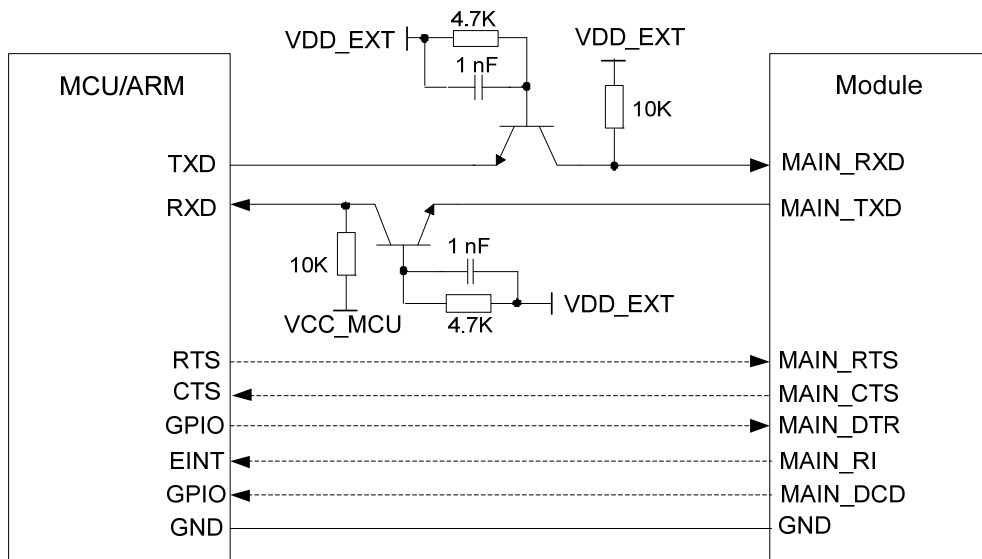 4.7K
VDD_EXT
VDD_EXT
1 nF
MCU/ARM
Module
10K
TXD
MAIN_RXD
RXD
MAIN_TXD
1 nF
10K
VDD_EXT
VCC_MCU
4.7K
RTS
MAIN_RTS
CTS
MAIN_CTS
GPIO
MAIN_DTR
EINT
MAIN_RI
GPIO
MAIN_DCD
GND
GND